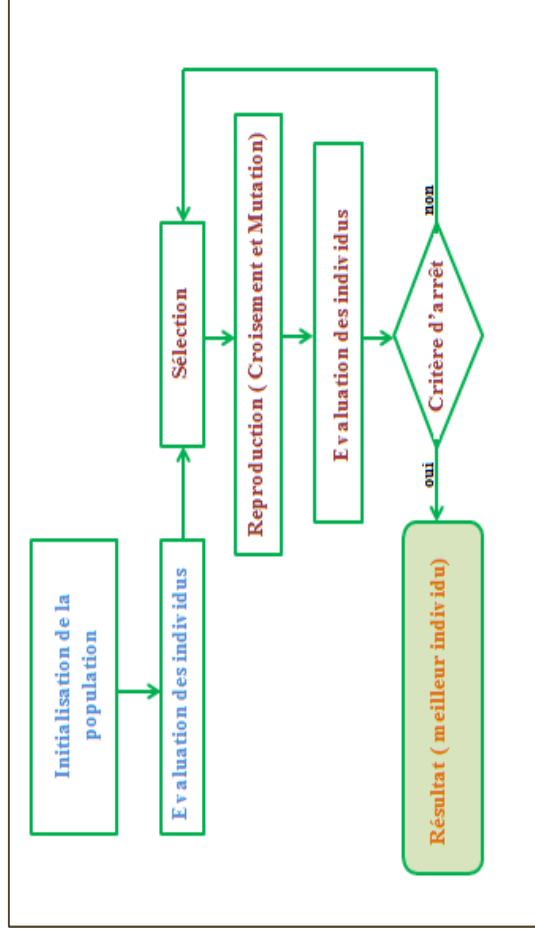 Initialisation de la
population
Evaluation des individus
Sélection
Reproduction ( Croisement et Mutation)
Evaluation des individus
Critère d'arrêt
non
oui
Résultat ( meilleur individu)